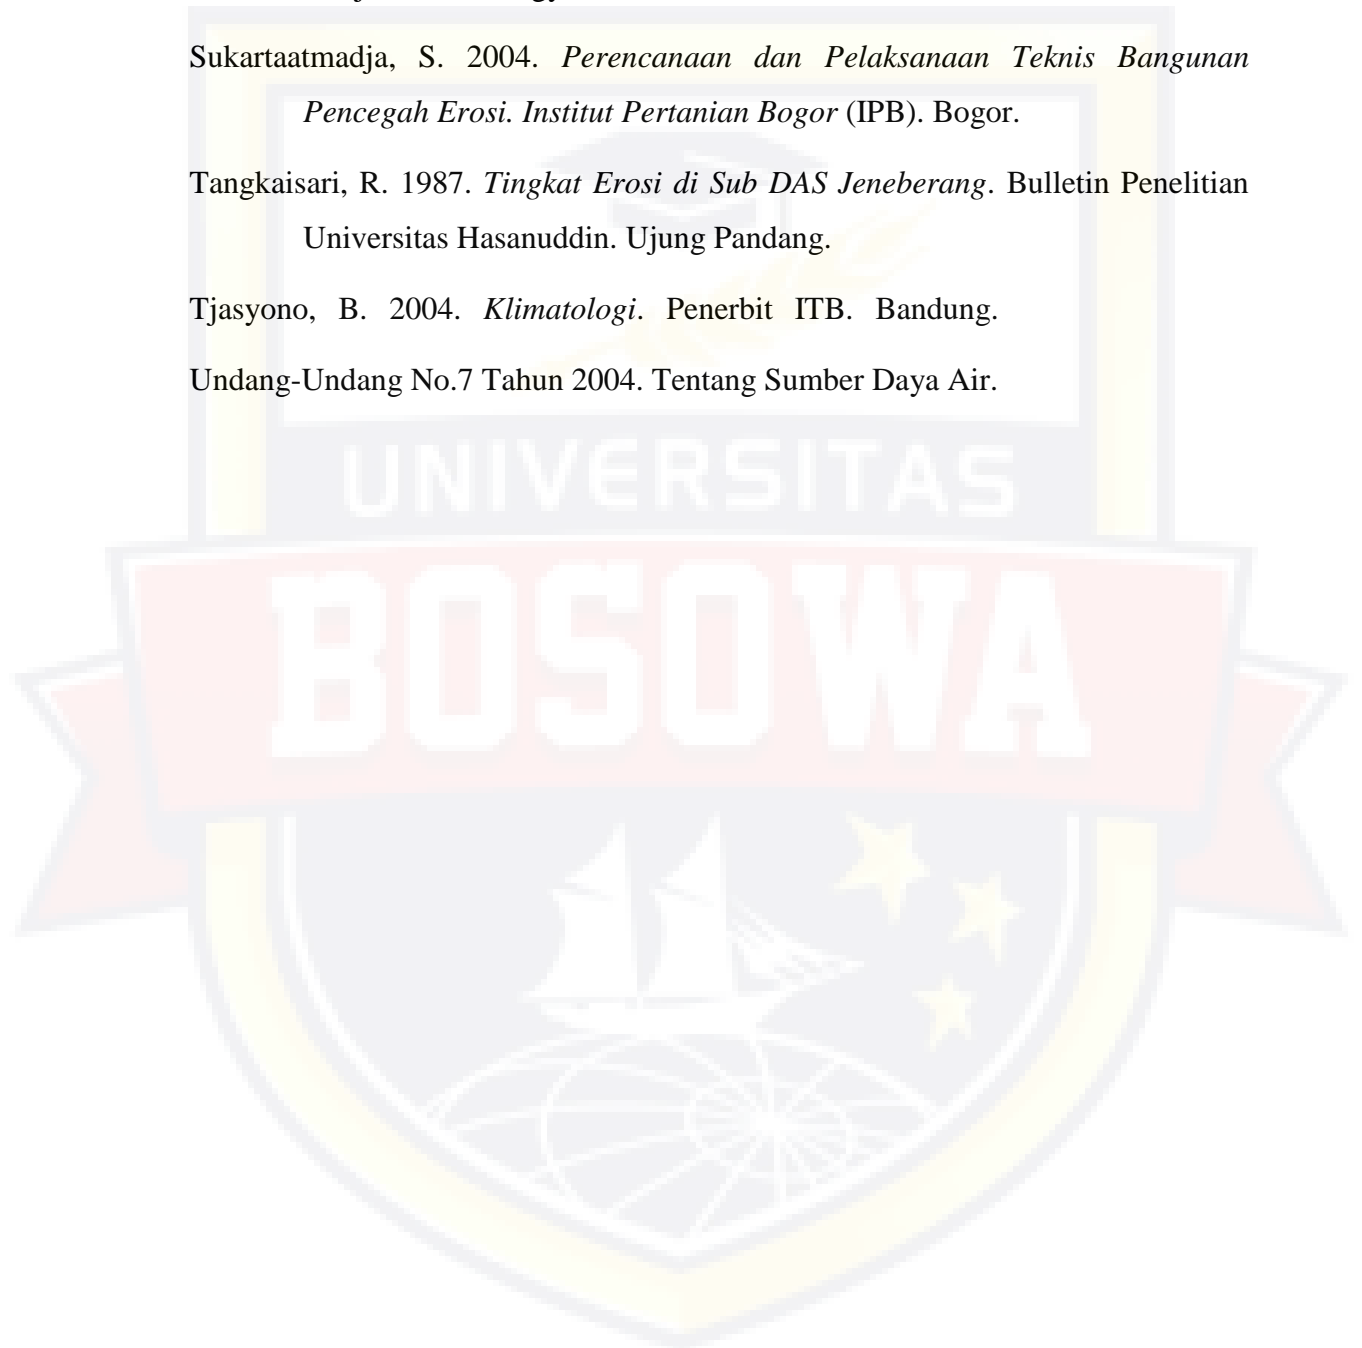 Sukartaatmadja, S. 2004. Perencanaan dan Pelaksanaan Teknis Bangunan
Pencegah Erosi. Institut Pertanian Bogor (IPB). Bogor.
Tangkaisari, R. 1987. Tingkat Erosi di Sub DAS Jeneberang. Bulletin Penelitian
Universitas Hasanuddin. Ujung Pandang.
Tjasyono, B. 2004. Klimatologi. Penerbit ITB. Bandung.
Undang-Undang No.7 Tahun 2004. Tentang Sumber Daya Air.
UNIVERSITAS
BOSOWA